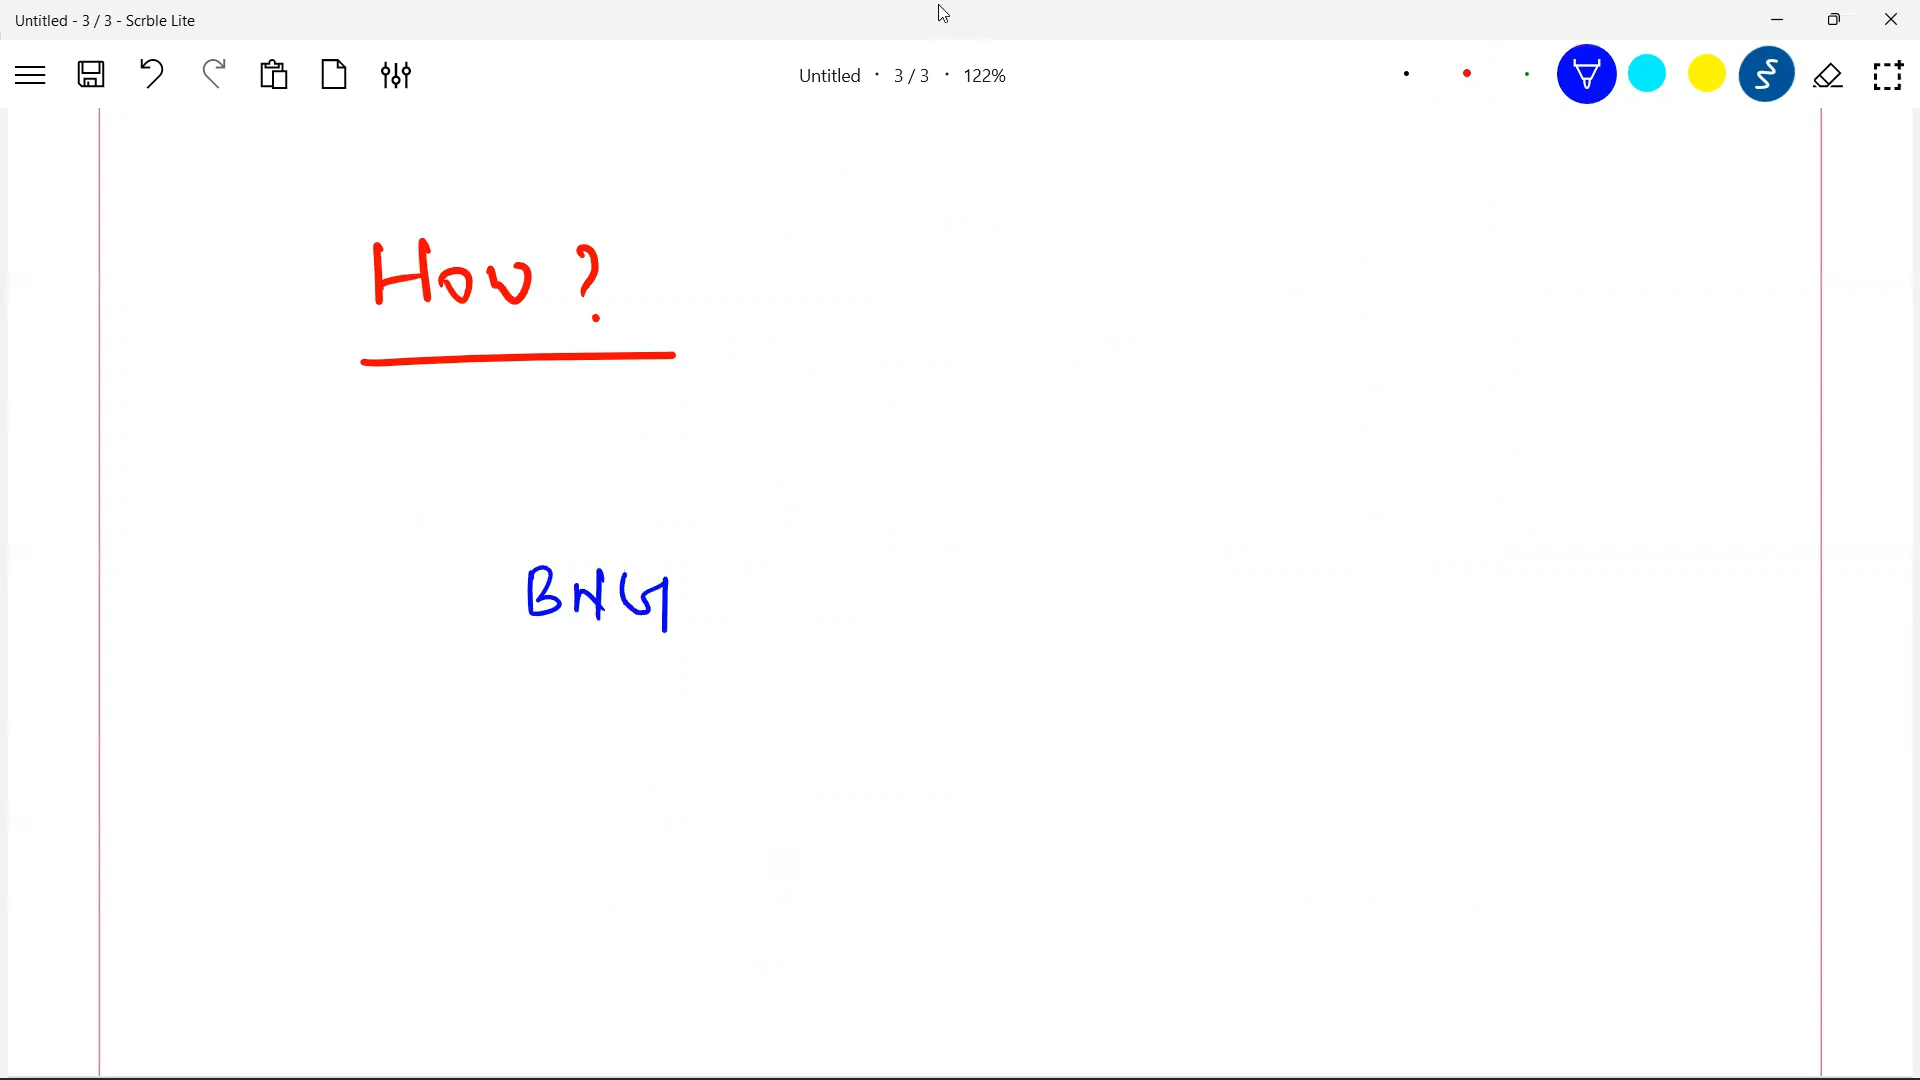 Untitled - 3 / 3 - Scrble Lite
Untitled · 3 / 3 · 122%
How ?
BNG